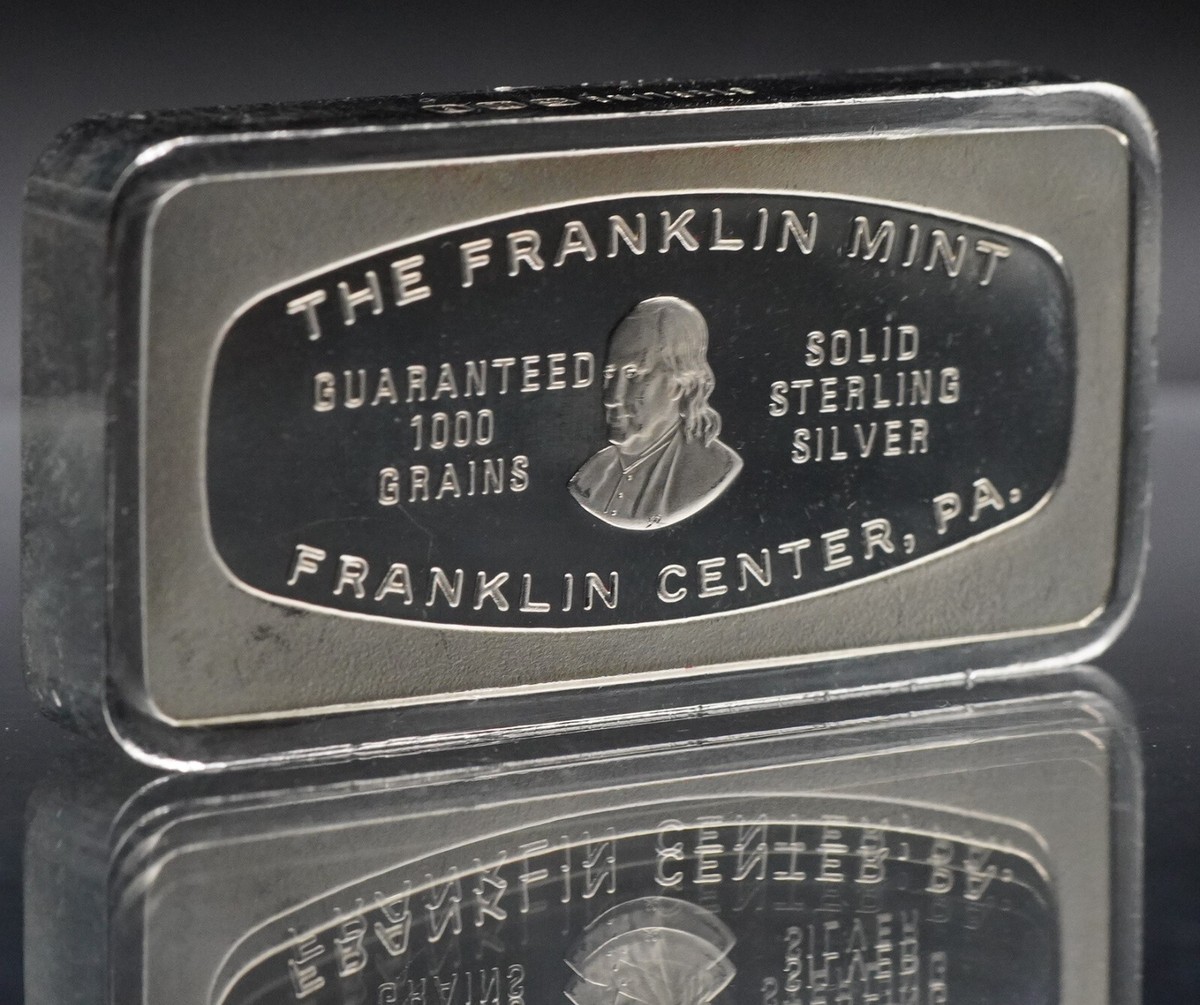 THE FRANKLIN MINT
GUARANTEED
1000
GRAINS
SOLID
STERLING
SILVER
FRANKLIN CENTER, PA.